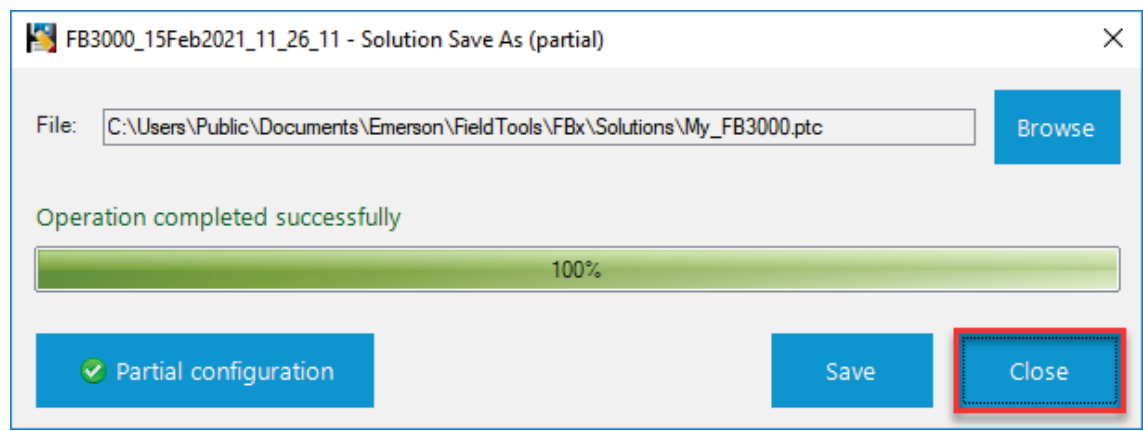 FB3000_15Feb2021_11_26_11 - Solution Save As (partial)
File: C:\Users\Public\Documents\Emerson\FieldTools\FBx\Solutions\My_FB3000.ptc Browse
Operation completed successfully
100%
Partial configuration Save Close